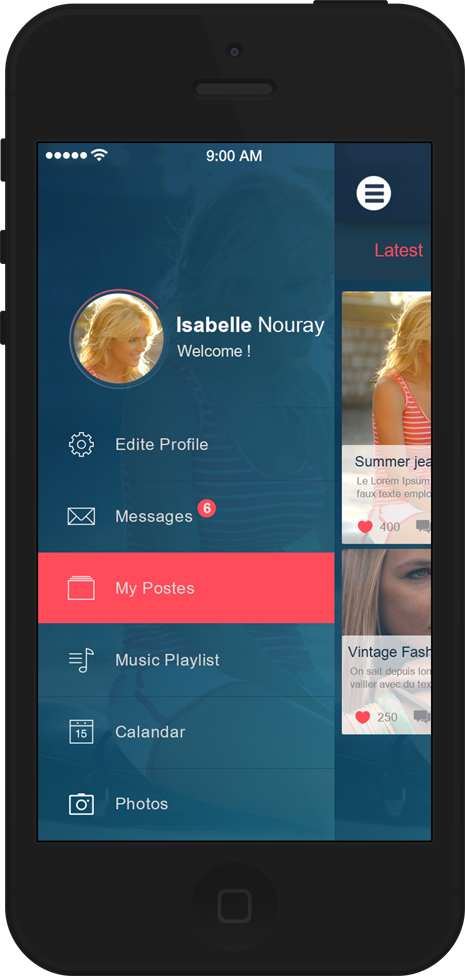 9:00 AM
Latest
Isabelle Nouray
Welcome !
Edite Profile
Messages 6
My Postes
Music Playlist
15
Calandar
Photos
Summer jea
Le Lorem Ipsum
faux texte emplo
400
Vintage Fash
On sait depuis lon
vailler avec du tex
250